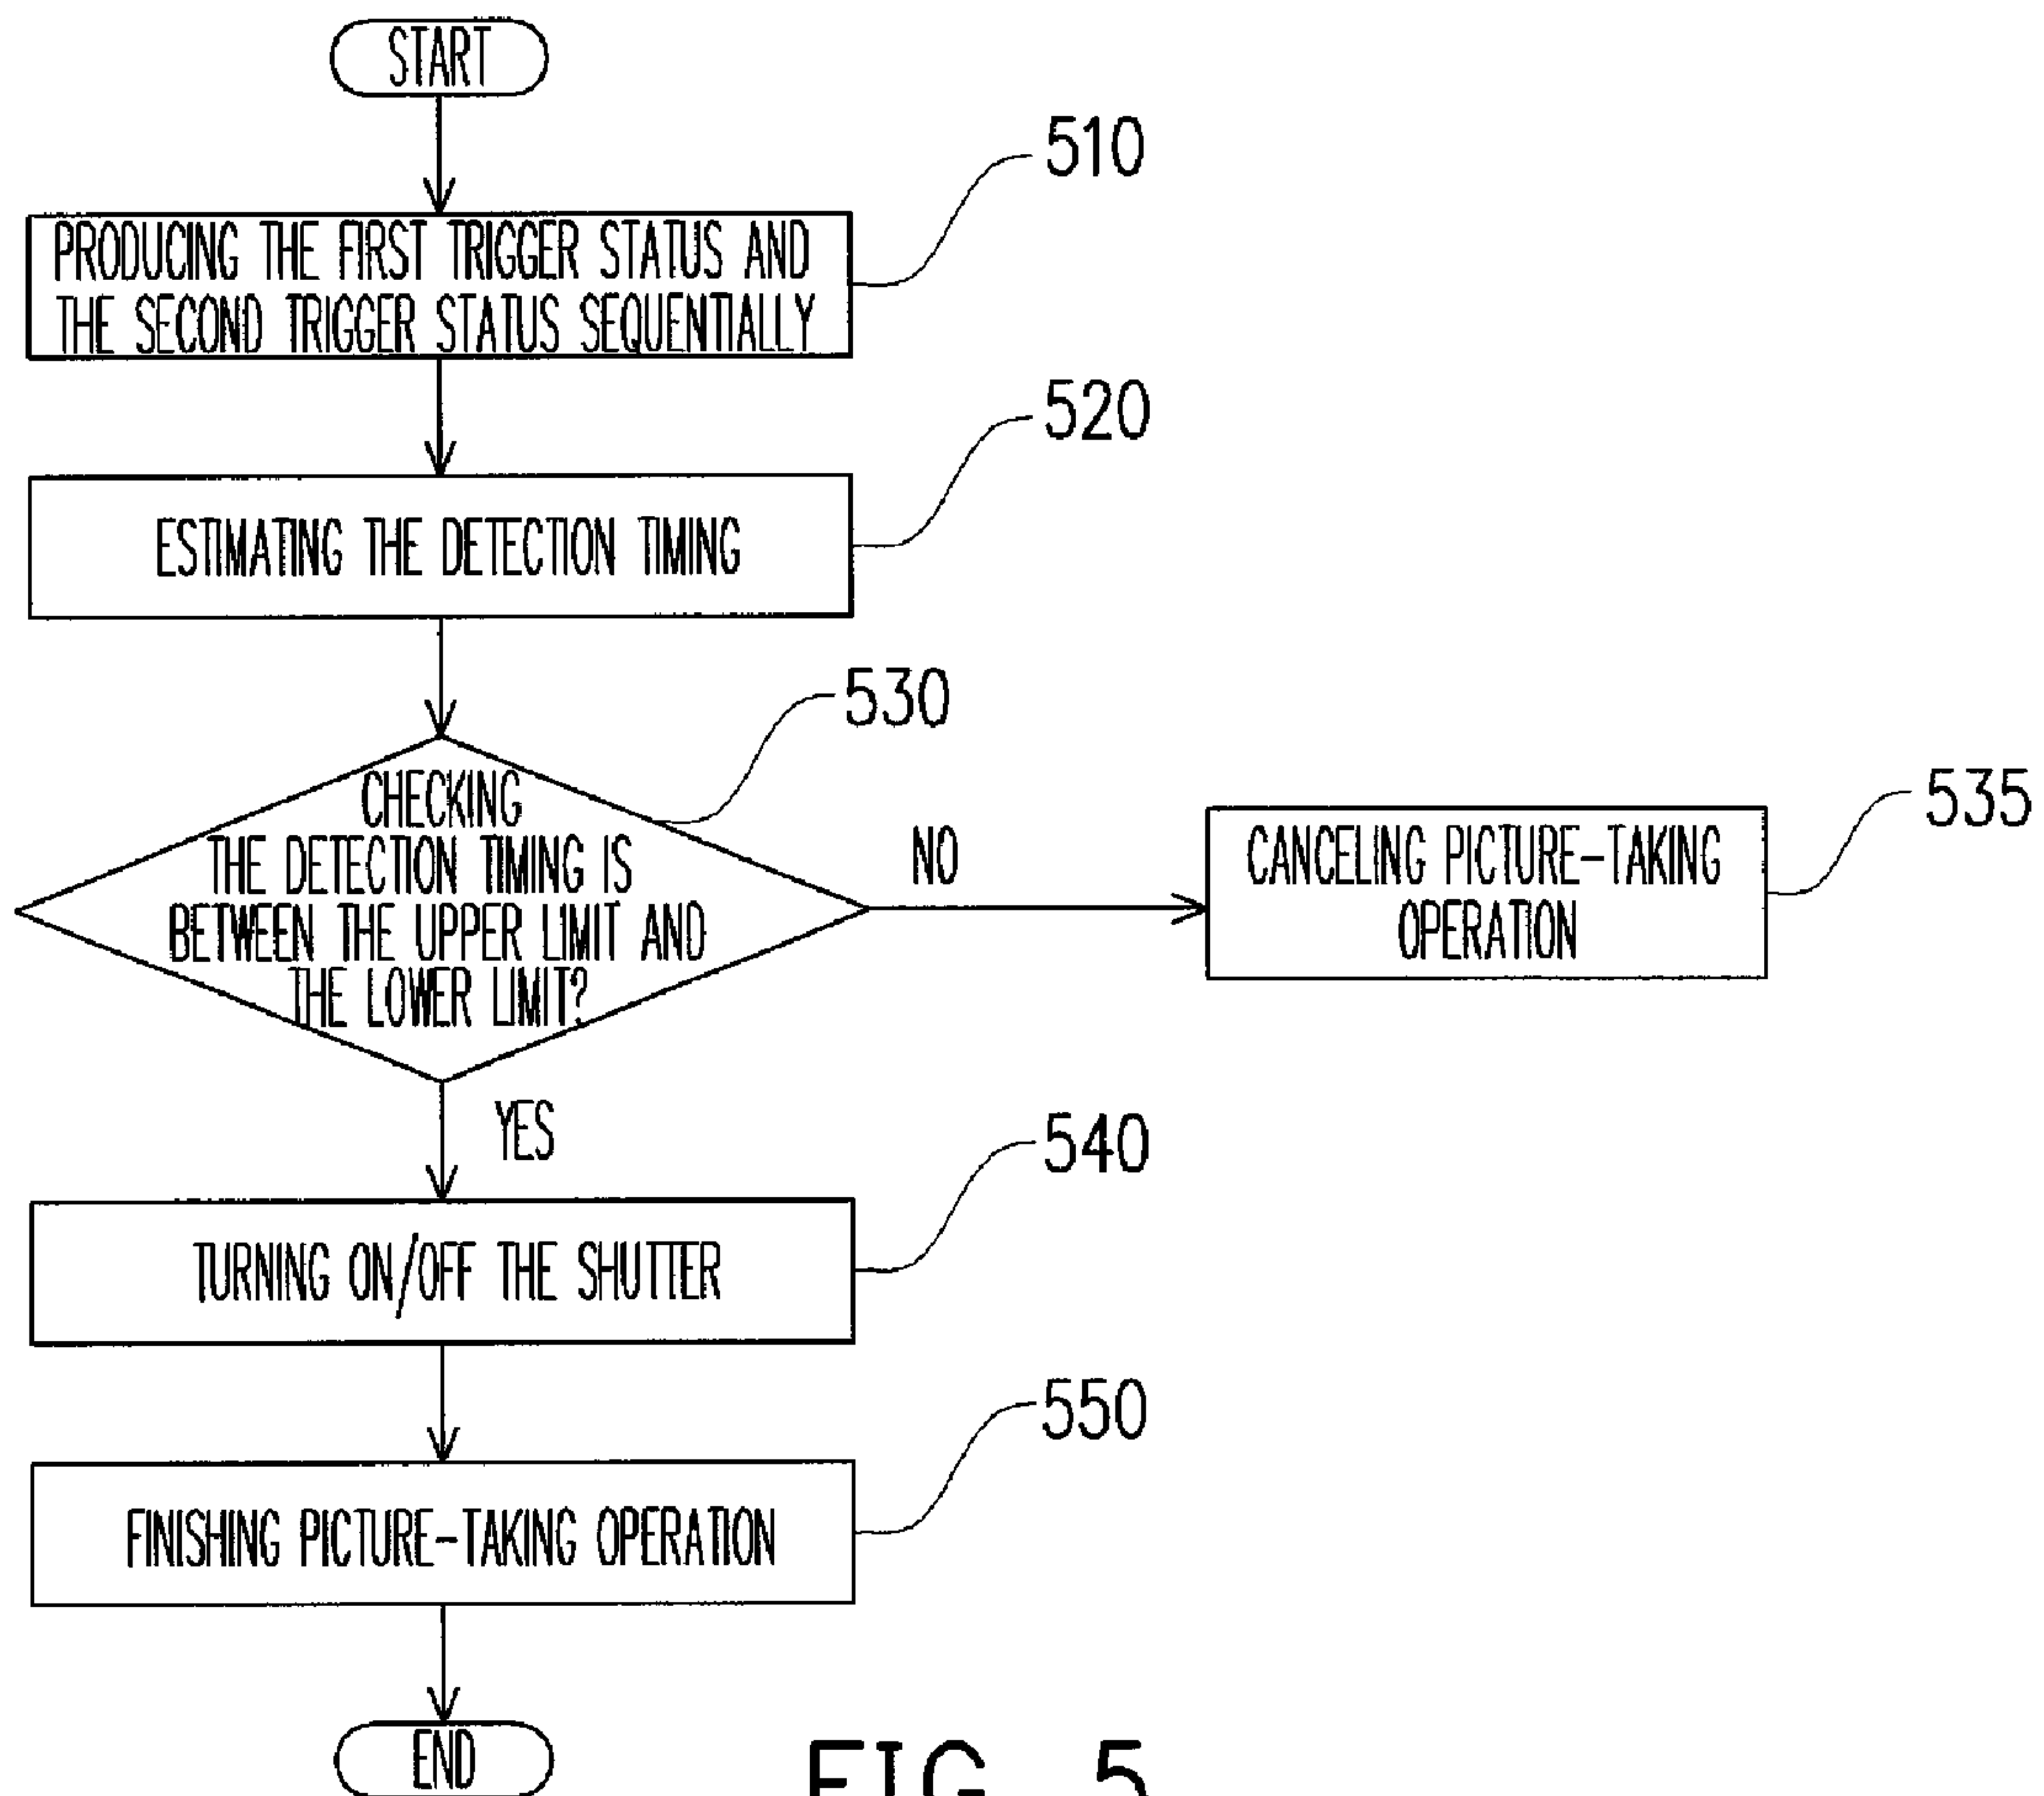 START
510
PRODUCING THE FIRST TRIGGER STATUS AND
THE SECOND TRIGGER STATUS SEQUENTIALLY
520
ESTIMATING THE DETECTION TIMING
530
CHECKING
THE DETECTION TIMING IS
BETWEEN THE UPPER LIMIT AND
THE LOWER LIMIT?
NO
535
CANCELING PICTURE-TAKING
OPERATION
YES
540
TURNING ON/OFF THE SHUTTER
550
FINISHING PICTURE-TAKING OPERATION
END
FIG. 5